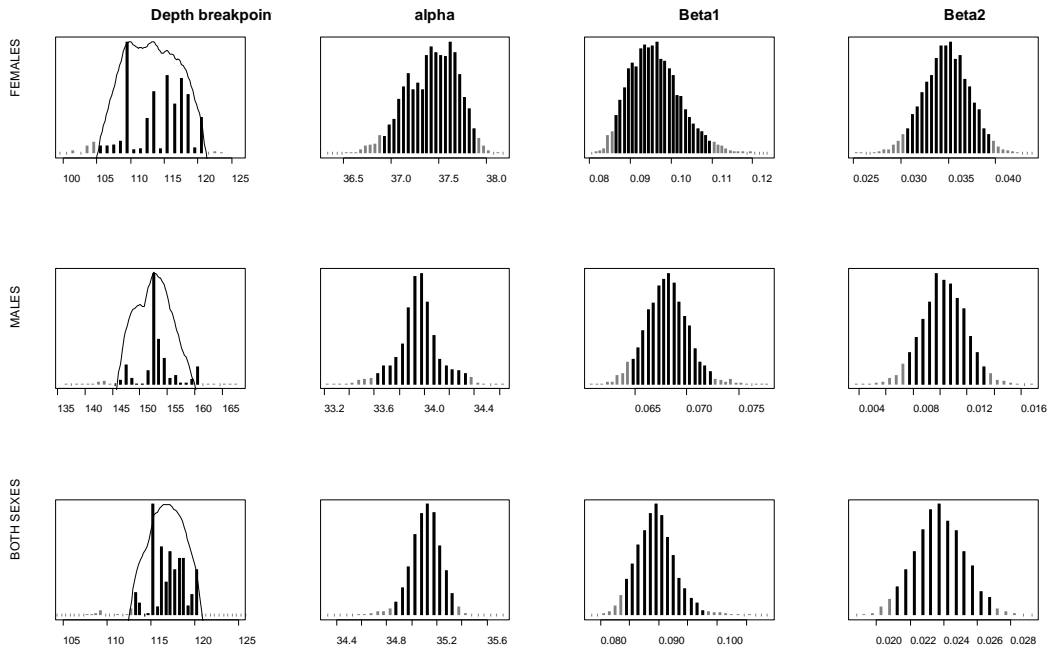 Depth breakpoin alpha Beta1 Beta2
FEMALES
100 105 110 115 120 125 36.5 37.0 37.5 38.0 0.08 0.09 0.10 0.11 0.12 0.025 0.030 0.035 0.040
MALES
135 140 145 150 155 160 165 33.2 33.6 34.0 34.4 0.065 0.070 0.075 0.004 0.008 0.012 0.016
BOTH SEXES
105 110 115 120 125 34.4 34.8 35.2 35.6 0.080 0.090 0.100 0.020 0.022 0.024 0.026 0.028